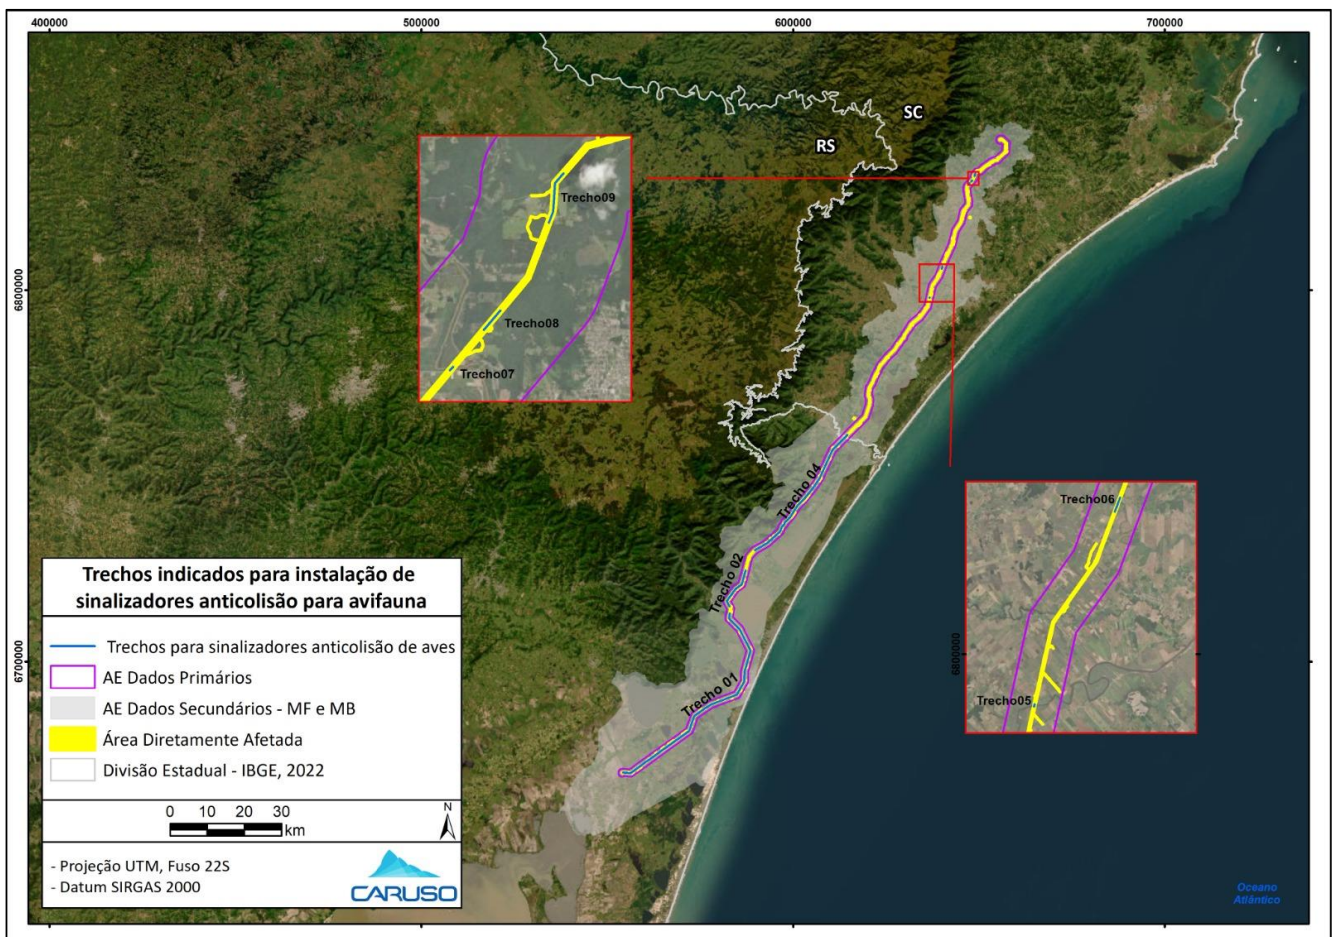 400000
500000
600000
700000
SC
RS
Trecho09
Trecho08
Trecho07
6800000
Trecho 04
Trecho 02
Trecho 01
6700000
Trecho06
6800000
Trecho05
Trechos indicados para instalação de
sinalizadores anticolisão para avifauna
Trechos para sinalizadores anticolisão de aves
AE Dados Primários
AE Dados Secundários - MF e MB
Área Diretamente Afetada
Divisão Estadual - IBGE, 2022
0 10 20 30
km
N
- Projeção UTM, Fuso 22S
- Datum SIRGAS 2000
CARUSO
Oceano
Atlântico